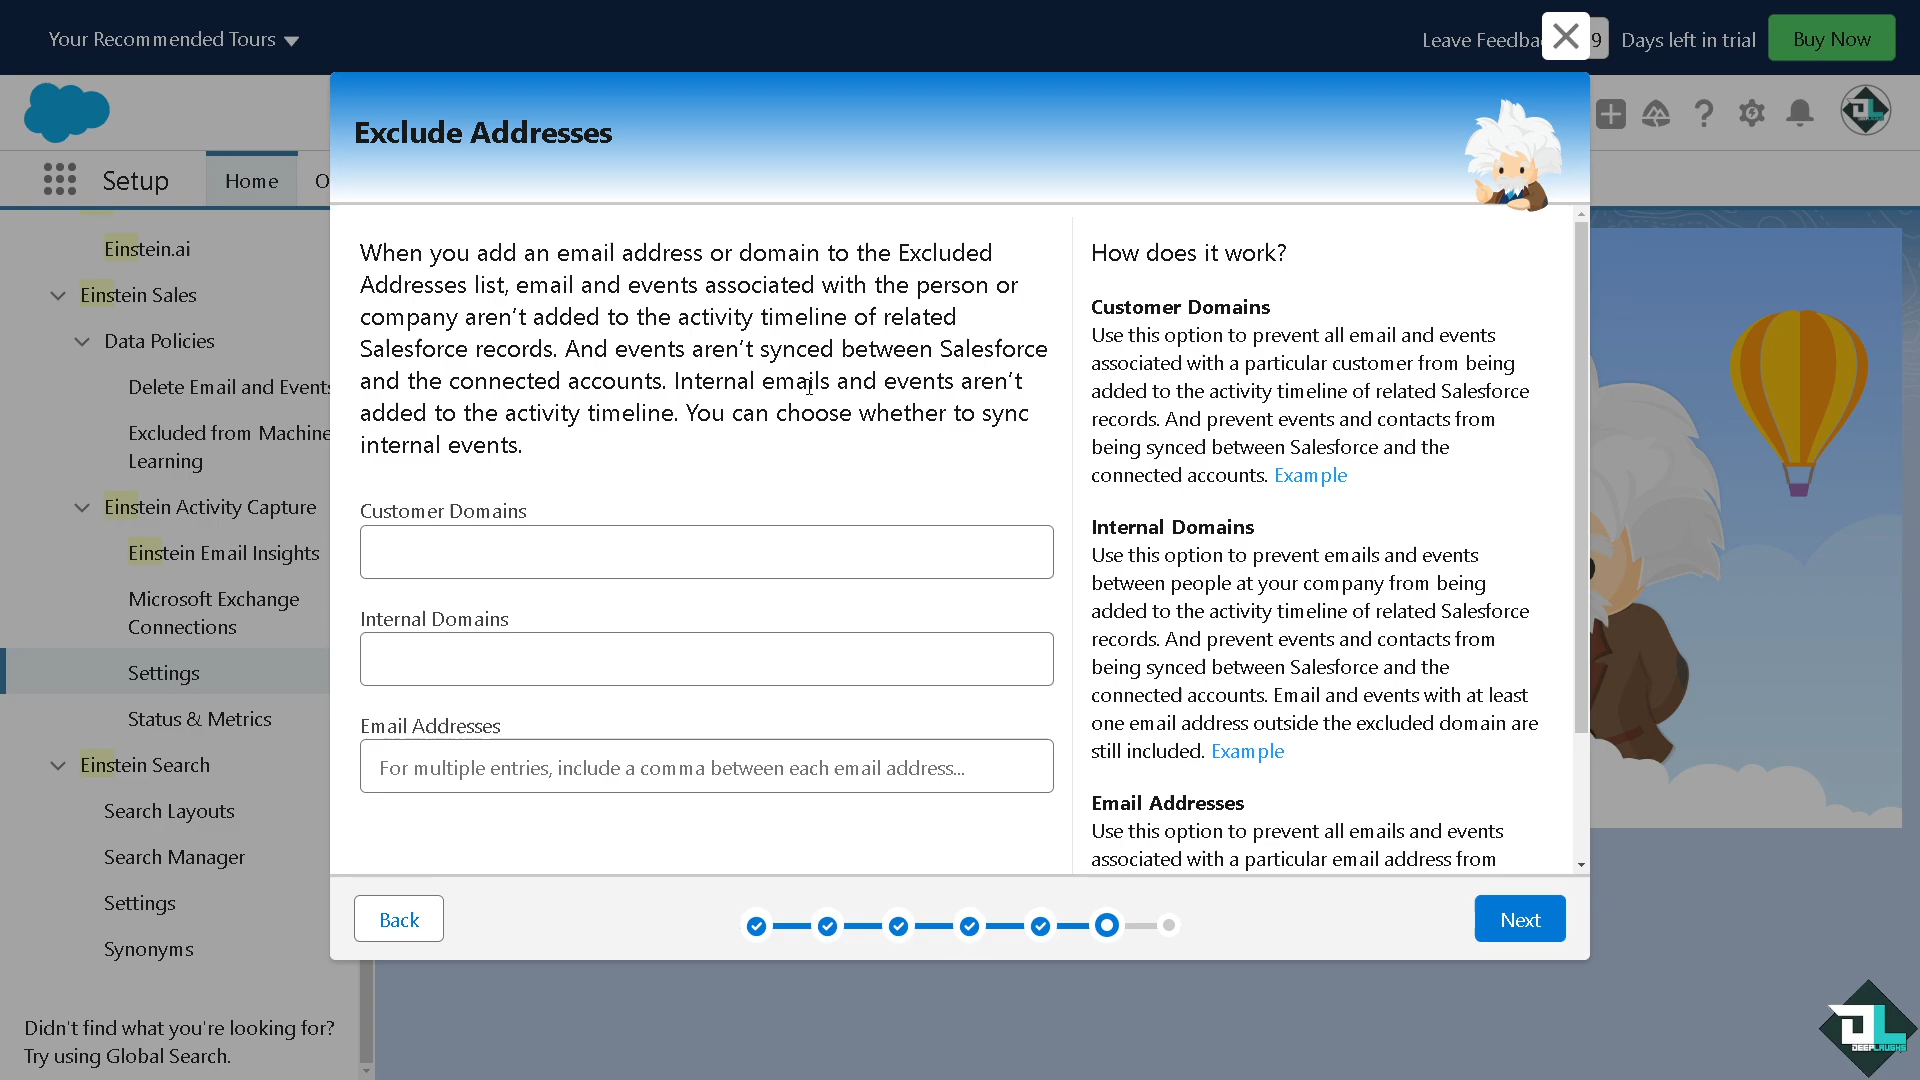 Your Recommended Tours
Leave Feedba
9
Days left in trial
Buy Now
Setup
Home
O
Exclude Addresses
Einstein.ai
Einstein Sales
Data Policies
Delete Email and Events
Excluded from Machine
Learning
Einstein Activity Capture
Einstein Email Insights
Microsoft Exchange
Connections
Settings
Status & Metrics
Einstein Search
Search Layouts
Search Manager
Settings
Synonyms
Didn't find what you're looking for?
Try using Global Search.
When you add an email address or domain to the Excluded
Addresses list, email and events associated with the person or
company aren't added to the activity timeline of related
Salesforce records. And events aren't synced between Salesforce
and the connected accounts. Internal emails and events aren't
added to the activity timeline. You can choose whether to sync
internal events.
Customer Domains
Internal Domains
Email Addresses
For multiple entries, include a comma between each email address...
How does it work?
Customer Domains
Use this option to prevent all email and events
associated with a particular customer from being
added to the activity timeline of related Salesforce
records. And prevent events and contacts from
being synced between Salesforce and the
connected accounts. Example
Internal Domains
Use this option to prevent emails and events
between people at your company from being
added to the activity timeline of related Salesforce
records. And prevent events and contacts from
being synced between Salesforce and the
connected accounts. Email and events with at least
one email address outside the excluded domain are
still included. Example
Email Addresses
Use this option to prevent all emails and events
associated with a particular email address from
Back
Next
DL
DEEPLAUGHS